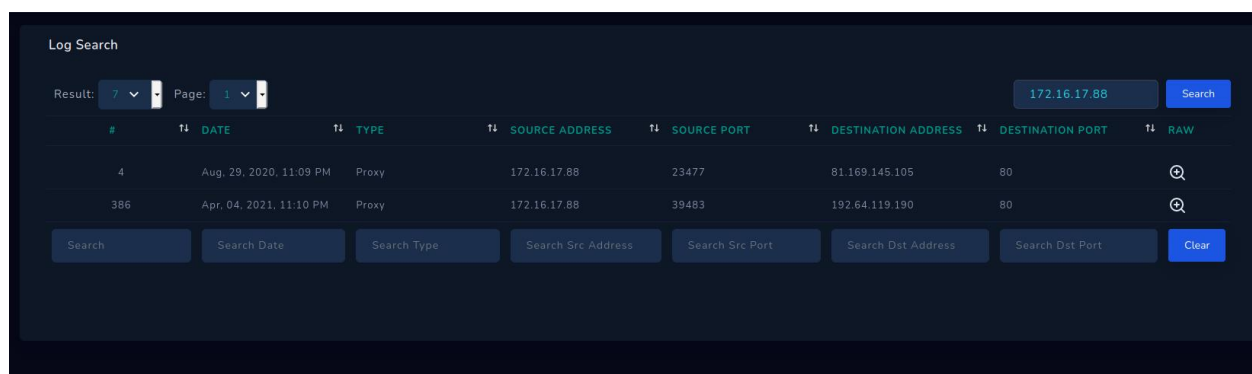 Log Search
Result: 7 Page: 1 172.16.17.88 Search
# DATE TYPE SOURCE ADDRESS SOURCE PORT DESTINATION ADDRESS DESTINATION PORT RAW
4 Aug, 29, 2020, 11:09 PM Proxy 172.16.17.88 23477 81.169.145.105 80
386 Apr, 04, 2021, 11:10 PM Proxy 172.16.17.88 39483 192.64.119.190 80
Search Search Date Search Type Search Src Address Search Src Port Search Dst Address Search Dst Port Clear